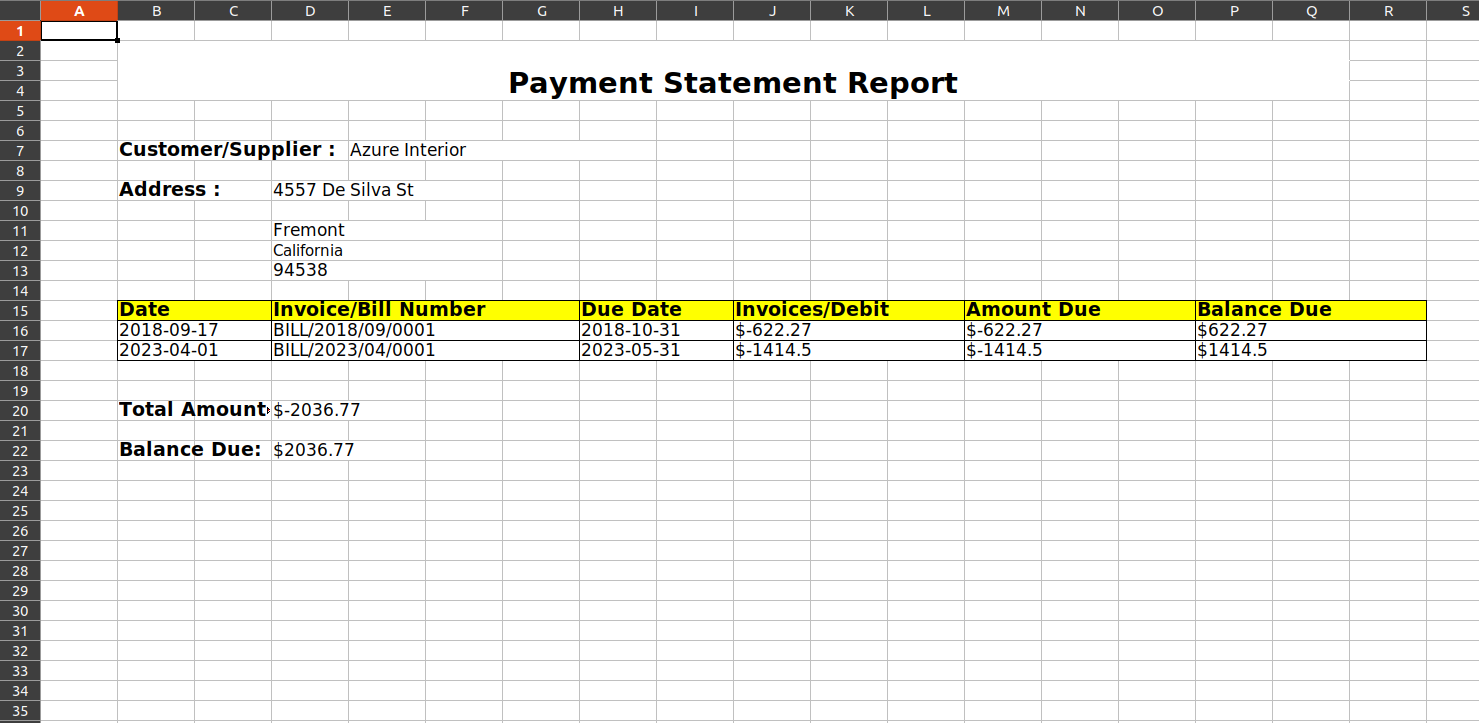 A B C D E F G H I J K L M N O P Q R S
1
2
3
Payment Statement Report
4
5
6
7 Customer/Supplier : Azure Interior
8
9 Address : 4557 De Silva St
10
11 Fremont
12 California
13 94538
14
15 Date Invoice/Bill Number Due Date Invoices/Debit Amount Due Balance Due
16 2018-09-17 BILL/2018/09/0001 2018-10-31 $-622.27 $-622.27 $622.27
17 2023-04-01 BILL/2023/04/0001 2023-05-31 $-1414.5 $-1414.5 $1414.5
18
19
20 Total Amount $-2036.77
21
22 Balance Due: $2036.77
23
24
25
26
27
28
29
30
31
32
33
34
35